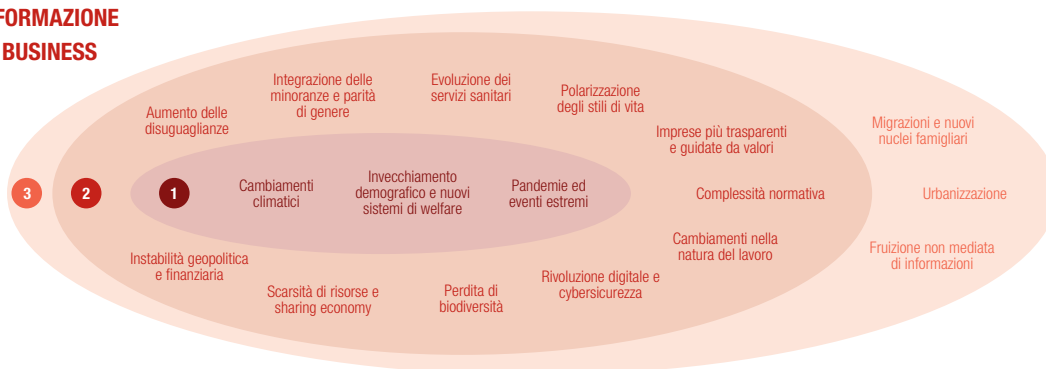 FORMAZIONE
BUSINESS
Integrazione delle
minoranze e parità
di genere
Evoluzione dei
servizi sanitari
Polarizzazione
degli stili di vita
Aumento delle
disuguaglianze
Imprese più trasparenti
e guidate da valori
Migrazioni e nuovi
nuclei famigliari
3
2
1
Cambiamenti
climatici
Invecchiamento
demografico e nuovi
sistemi di welfare
Pandemie ed
eventi estremi
Complessità normativa
Urbanizzazione
Instabilità geopolitica
e finanziaria
Scarsità di risorse e
sharing economy
Perdita di
biodiversità
Rivoluzione digitale e
cybersicurezza
Cambiamenti nella
natura del lavoro
Fruizione non mediata
di informazioni